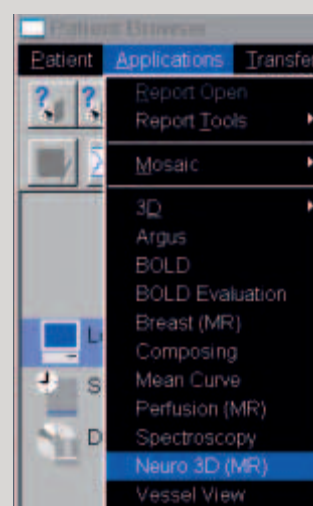 Patient Browser
Patient Applications Transfer
Report Open
Report Tools
Mosaic
3D
Argus
BOLD
BOLD Evaluation
Breast (MR)
Composing
Mean Curve
Perfusion (MR)
Spectroscopy
Neuro 3D (MR)
Vessel View
L
S
D